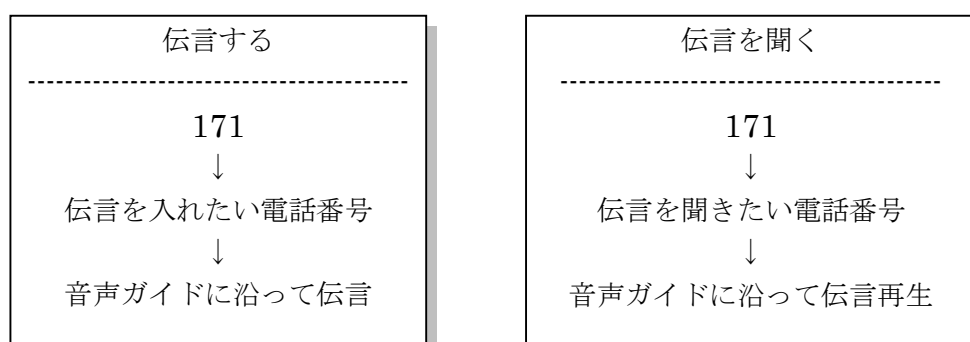 伝言する
171
↓
伝言を入れたい電話番号
↓
音声ガイドに沿って伝言
伝言を聞く
171
↓
伝言を聞きたい電話番号
↓
音声ガイドに沿って伝言再生